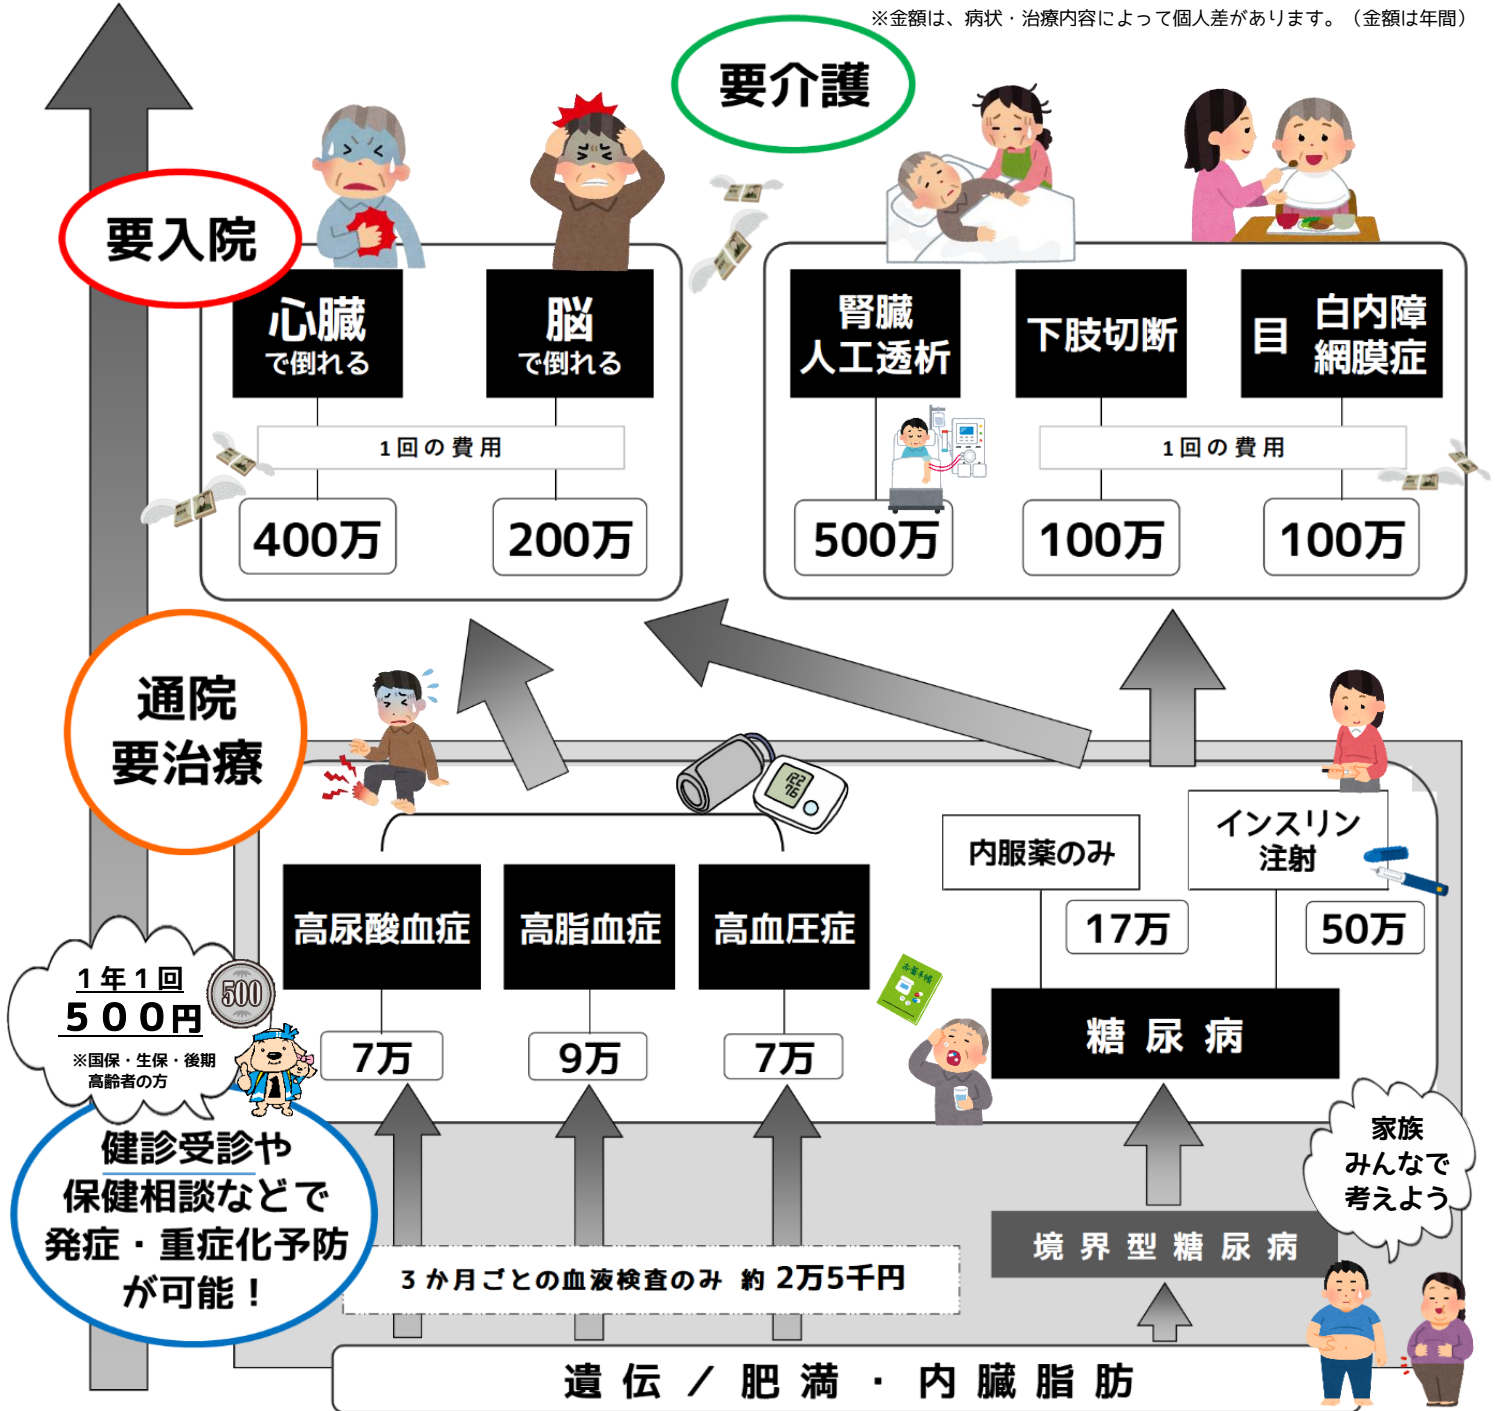 ※金額は、病状・治療内容によって個人差があります。（金額は年間）
要介護
要入院
心臓
で倒れる
脳
で倒れる
1回の費用
400万
200万
腎臓
人工透析
下肢切断
目
白内障
網膜症
1回の費用
500万
100万
100万
通院
要治療
122
76
内服薬のみ
インスリン
注射
17万
50万
高尿酸血症
高脂血症
高血圧症
糖尿病
お薬手帳
7万
9万
7万
1年1回
500円
※国保・生保・後期
高齢者の方
500
健診受診や
保健相談などで
発症・重症化予防
が可能！
3か月ごとの血液検査のみ 約2万5千円
境界型糖尿病
家族
みんなで
考えよう
遺伝／肥満・内臓脂肪